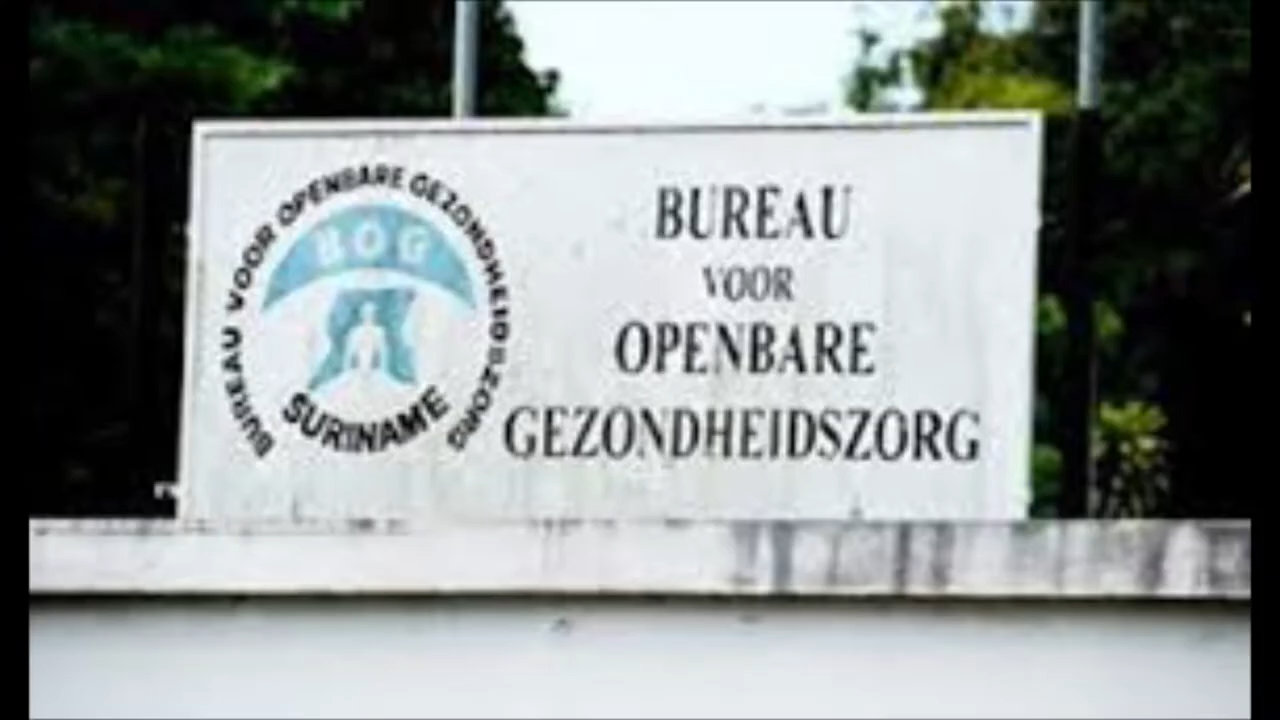 BUREAU VOOR OPENBARE GEZONDHEIDSZORG
BOG
SURINAME
BUREAU
VOOR
OPENBARE
GEZONDHEIDSZORG